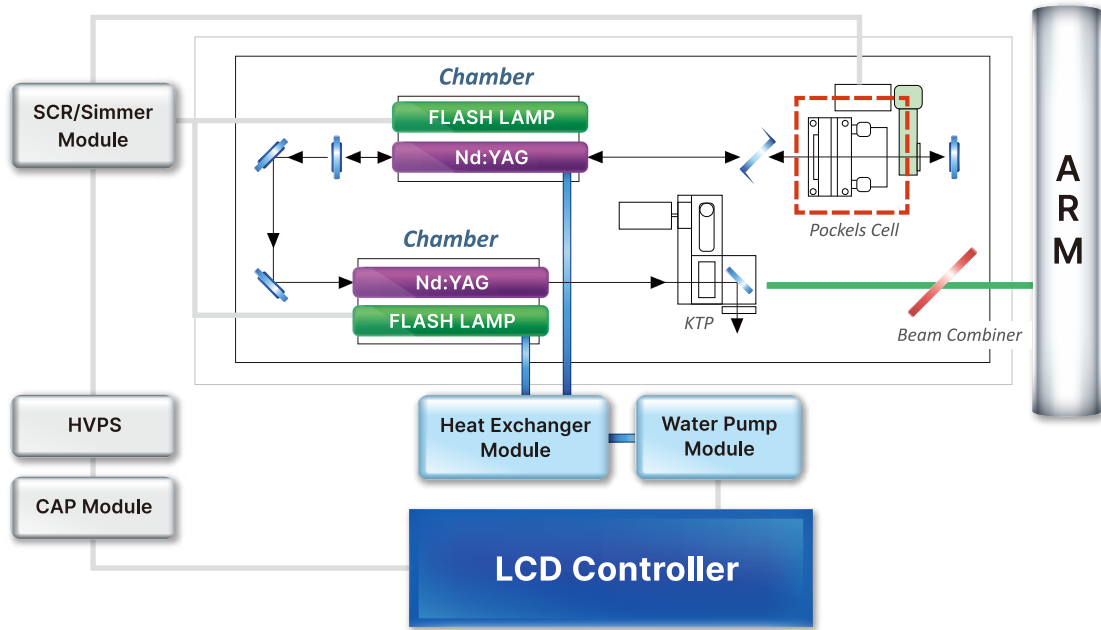 SCR/Simmer
Module
Chamber
FLASH LAMP
Nd:YAG
Pockels Cell
Chamber
Nd:YAG
FLASH LAMP
KTP
Beam Combiner
A
R
M
HVPS
CAP Module
Heat Exchanger
Module
Water Pump
Module
LCD Controller